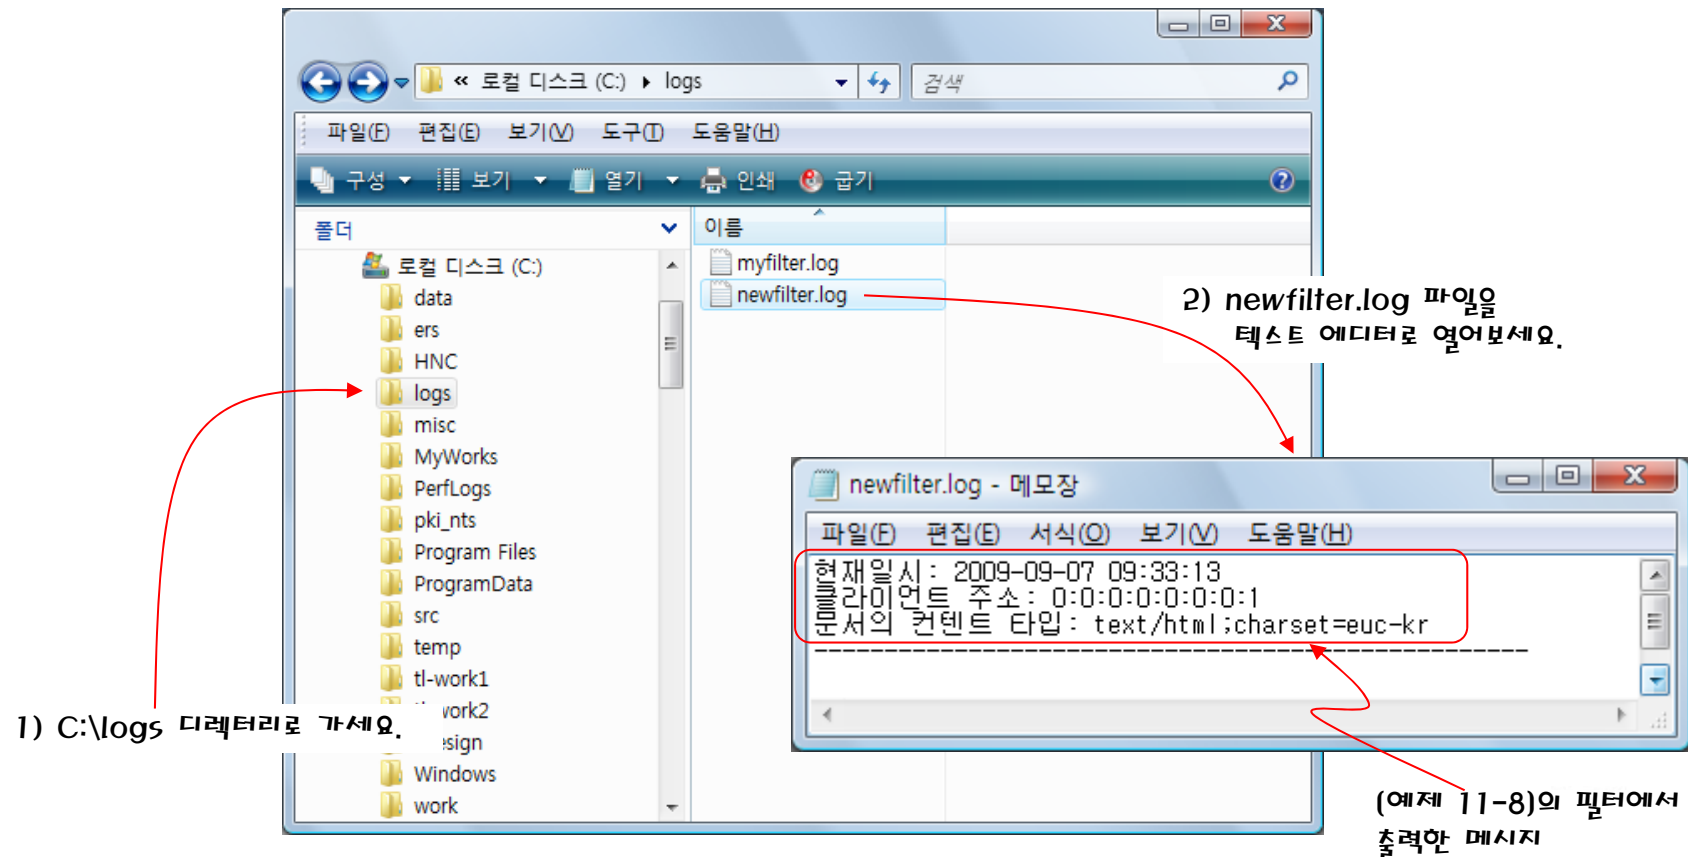 « 로컬 디스크 (C:) ▸ logs
검색
파일(F) 편집(E) 보기(V) 도구(T) 도움말(H)
구성 보기 열기 인쇄 굽기
폴더
이름
로컬 디스크 (C:)
data
ers
HNC
logs
misc
MyWorks
PerfLogs
pki_nts
Program Files
ProgramData
src
temp
tl-work1
Windows
work
myfilter.log
newfilter.log
1) C:\logs 디렉터리로 가세요.
2) newfilter.log 파일을
텍스트 에디터로 열어보세요.
newfilter.log - 메모장
파일(F) 편집(E) 서식(O) 보기(V) 도움말(H)
현재일시: 2009-09-07 09:33:13
클라이언트 주소: 0:0:0:0:0:0:0:1
문서의 컨텐트 타입: text/html;charset=euc-kr
---------------------------------------------------
(예제 11-8)의 필터에서
출력한 메시지